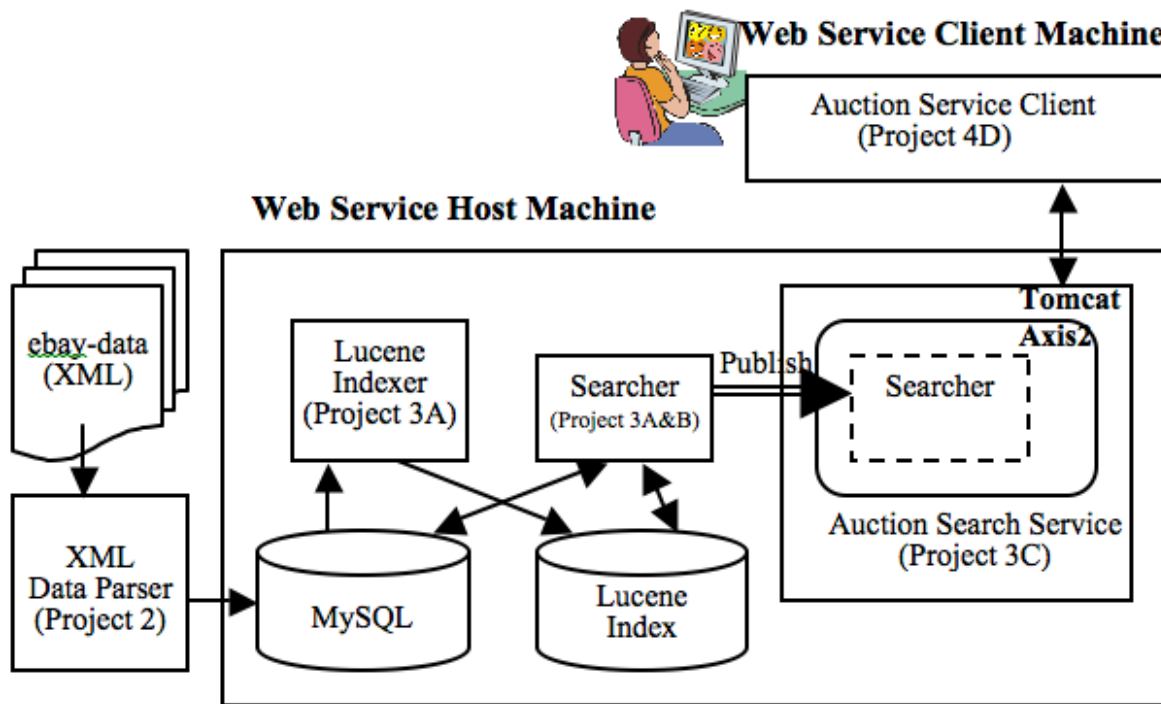 Web Service Client Machine
Auction Service Client
(Project 4D)
Web Service Host Machine
ebay-data
(XML)
XML
Data Parser
(Project 2)
Lucene
Indexer
(Project 3A)
Searcher
(Project 3A&B)
Publish
Tomcat
Axis2
Searcher
Auction Search Service
(Project 3C)
MySQL
Lucene
Index